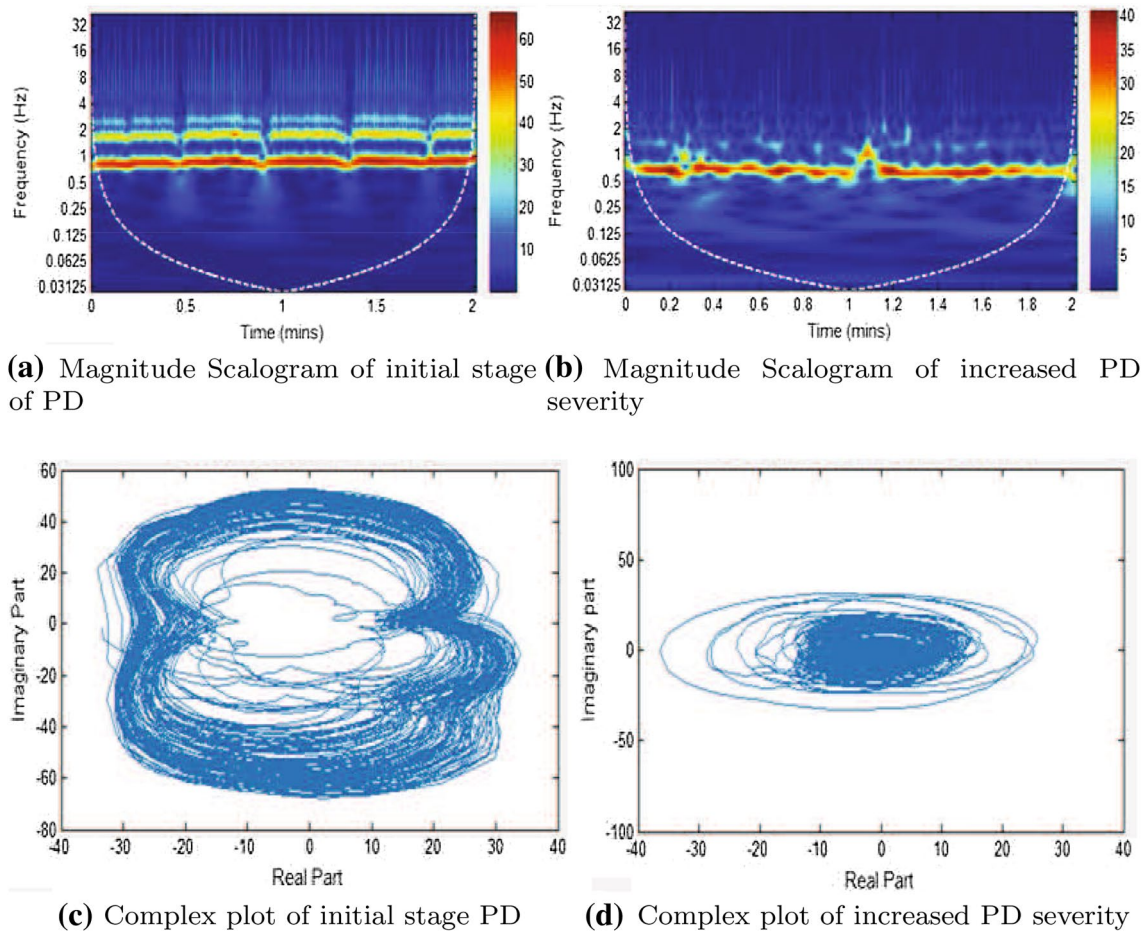 32
16
8
4
2
1
0.5
0.25
0.125
0.0625
0.03125
Frequency (Hz)
0 0.5 1 1.5 2
Time (mins)
60
50
40
30
20
10
32
16
8
4
2
1
0.5
0.25
0.125
0.0625
0.03125
Frequency (Hz)
0 0.2 0.4 0.6 0.8 1 1.2 1.4 1.6 1.8 2
Time (mins)
40
35
30
25
20
15
10
5
(a) Magnitude Scalogram of initial stage
of PD
(b) Magnitude Scalogram of increased PD
severity
60
40
20
0
-20
-40
-60
-80
Imaginary Part
-40 -30 -20 -10 0 10 20 30 40
Real Part
100
50
0
-50
-100
Imaginary part
-40 -30 -20 -10 0 10 20 30 40
Real Part
(c) Complex plot of initial stage PD
(d) Complex plot of increased PD severity